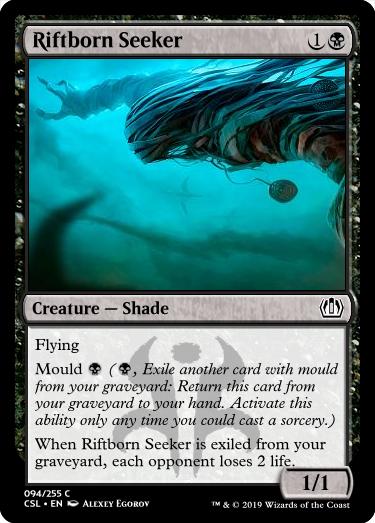 Riftborn Seeker 1
Creature — Shade
Flying
Mould (, Exile another card with mould
from your graveyard: Return this card from
your graveyard to your hand. Activate this
ability only any time you could cast a sorcery.)
When Riftborn Seeker is exiled from your
graveyard, each opponent loses 2 life.
1/1
094/255 C
CSL • EN Alexey Egorov
™ & © 2019 Wizards of the Coast